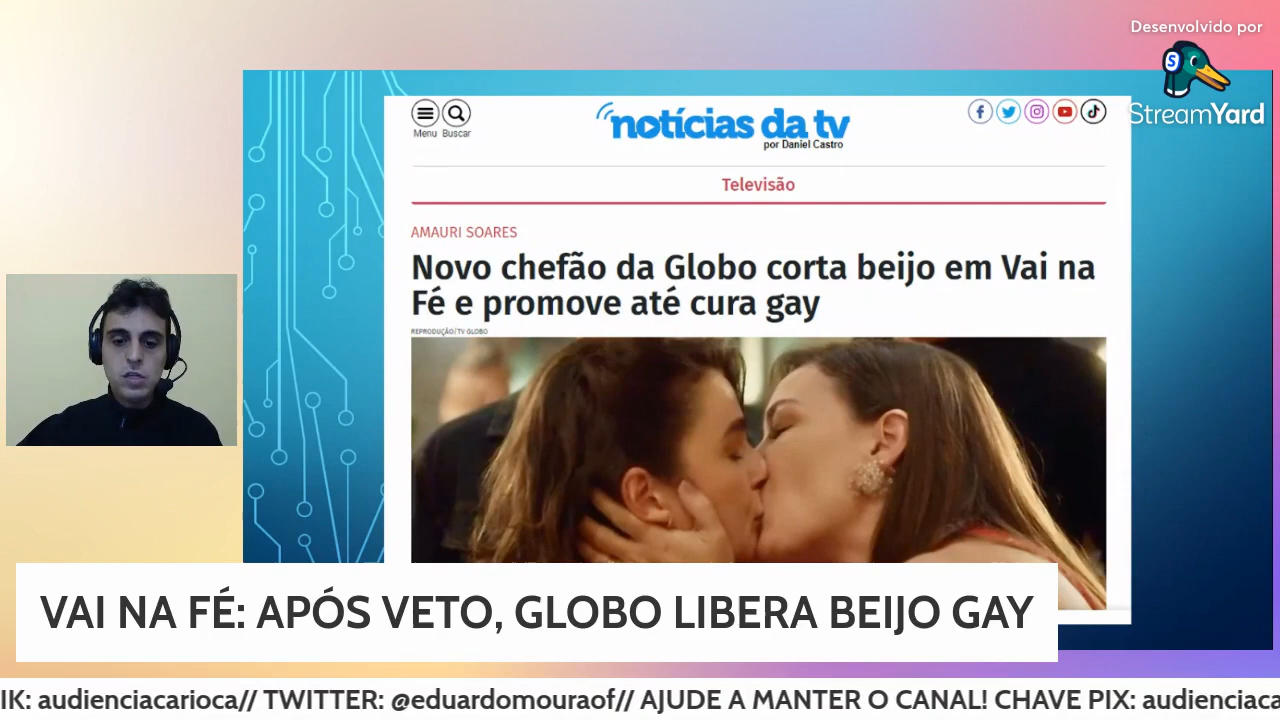 Desenvolvido por
S
StreamYard
Menu Buscar
notícias da tv
por Daniel Castro
Televisão
AMAURI SOARES
Novo chefão da Globo corta beijo em Vai na
Fé e promove até cura gay
REPRODUÇÃO/TV GLOBO
VAI NA FÉ: APÓS VETO, GLOBO LIBERA BEIJO GAY
IK: audienciacarioca// TWITTER: @eduardomouraof// AJUDE A MANTER O CANAL! CHAVE PIX: audienciaca